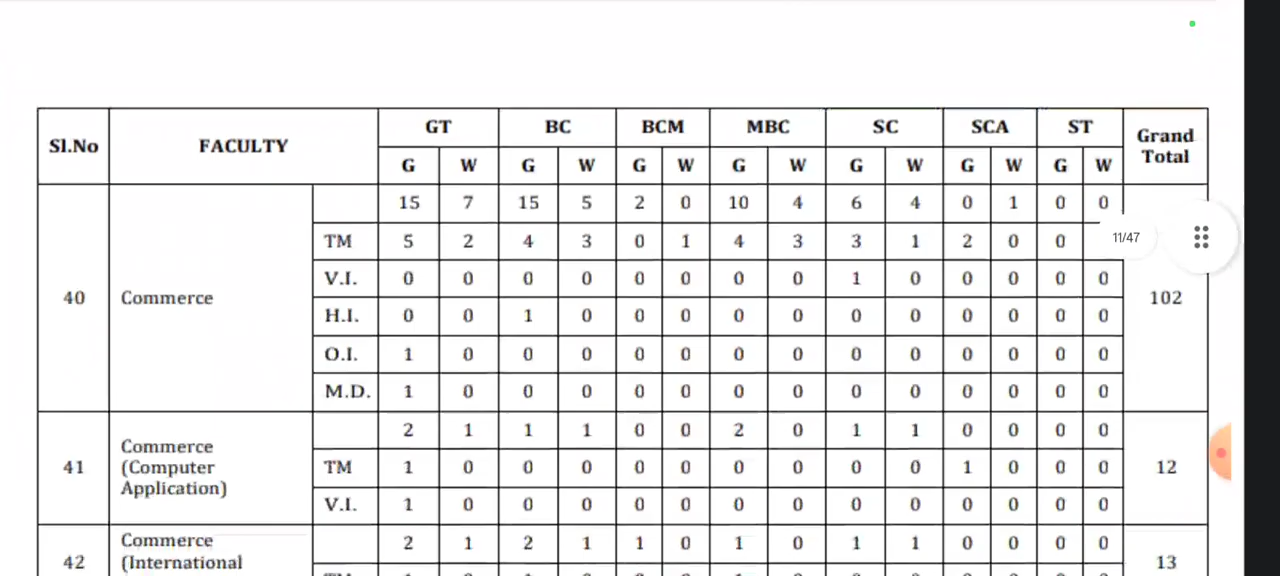 Sl.No FACULTY GT BC BCM MBC SC SCA ST Grand Total
G W G W G W G W G W G W G W
15 7 15 5 2 0 10 4 6 4 0 1 0 0
TM 5 2 4 3 0 1 4 3 3 1 2 0 0 11/47
V.I. 0 0 0 0 0 0 0 0 1 0 0 0 0 0
40 Commerce 102
H.I. 0 0 1 0 0 0 0 0 0 0 0 0 0 0
O.I. 1 0 0 0 0 0 0 0 0 0 0 0 0 0
M.D. 1 0 0 0 0 0 0 0 0 0 0 0 0 0
2 1 1 1 0 0 2 0 1 1 0 0 0 0
Commerce
41 (Computer TM 1 0 0 0 0 0 0 0 0 0 1 0 0 0 12
Application)
V.I. 1 0 0 0 0 0 0 0 0 0 0 0 0 0
Commerce 2 1 2 1 1 0 1 0 1 1 0 0 0 0
42 (International 13